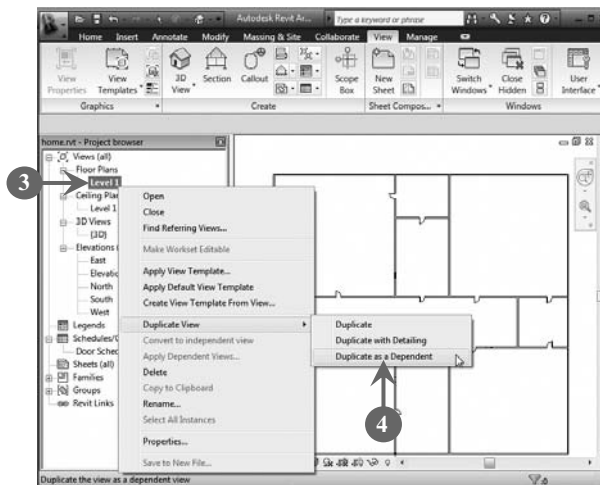 Autodesk Revit Ar...
Type a keyword or phrase
Home Insert Annotate Modify Massing & Site Collaborate View Manage
View Properties
View Templates
3D View
Section
Callout
Scope Box
New Sheet
Switch Windows
Close Hidden
User Interface
Graphics
Create
Sheet Compos...
Windows
home.rvt - Project browser
Views (all)
Floor Plans
3
Level 1
Ceiling Plan
Level 1
3D Views
{3D}
Elevations (
East
Elevatic
North
South
West
Legends
Schedules/Q
Door Sched
Sheets (all)
Families
Groups
Revit Links
Open
Close
Find Referring Views...
Make Workset Editable
Apply View Template...
Apply Default View Template
Create View Template From View...
Duplicate View
Convert to independent view
Apply Dependent Views...
Delete
Copy to Clipboard
Rename...
Select All Instances
Properties...
Save to New File...
Duplicate
Duplicate with Detailing
Duplicate as a Dependent
4
Duplicate the view as a dependent view
:0